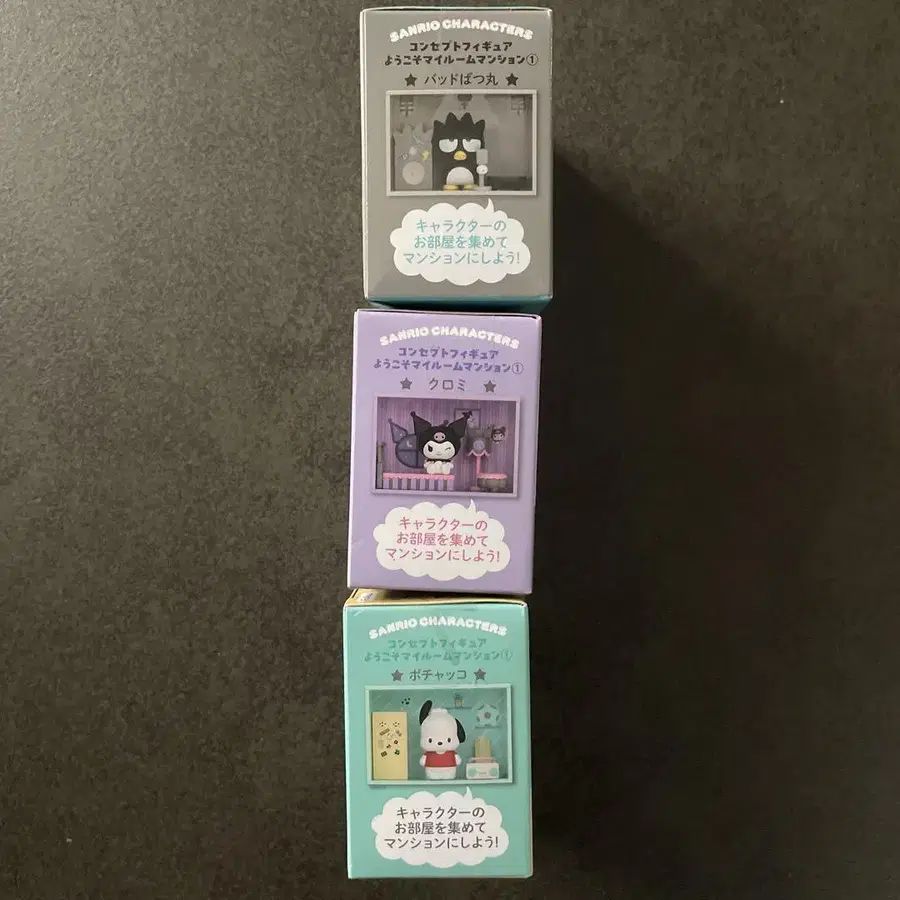 SANRIO CHARACTERS
コンセプトフィギュア
ようこそマイルームマンション①
★ バッドばつ丸 ★
キャラクターの
お部屋を集めて
マンションにしよう!
SANRIO CHARACTERS
コンセプトフィギュア
ようこそマイルームマンション①
★ クロミ ★
キャラクターの
お部屋を集めて
マンションにしよう!
SANRIO CHARACTERS
コンセプトフィギュア
ようこそマイルームマンション①
★ ポチャッコ ★
キャラクターの
お部屋を集めて
マンションにしよう!